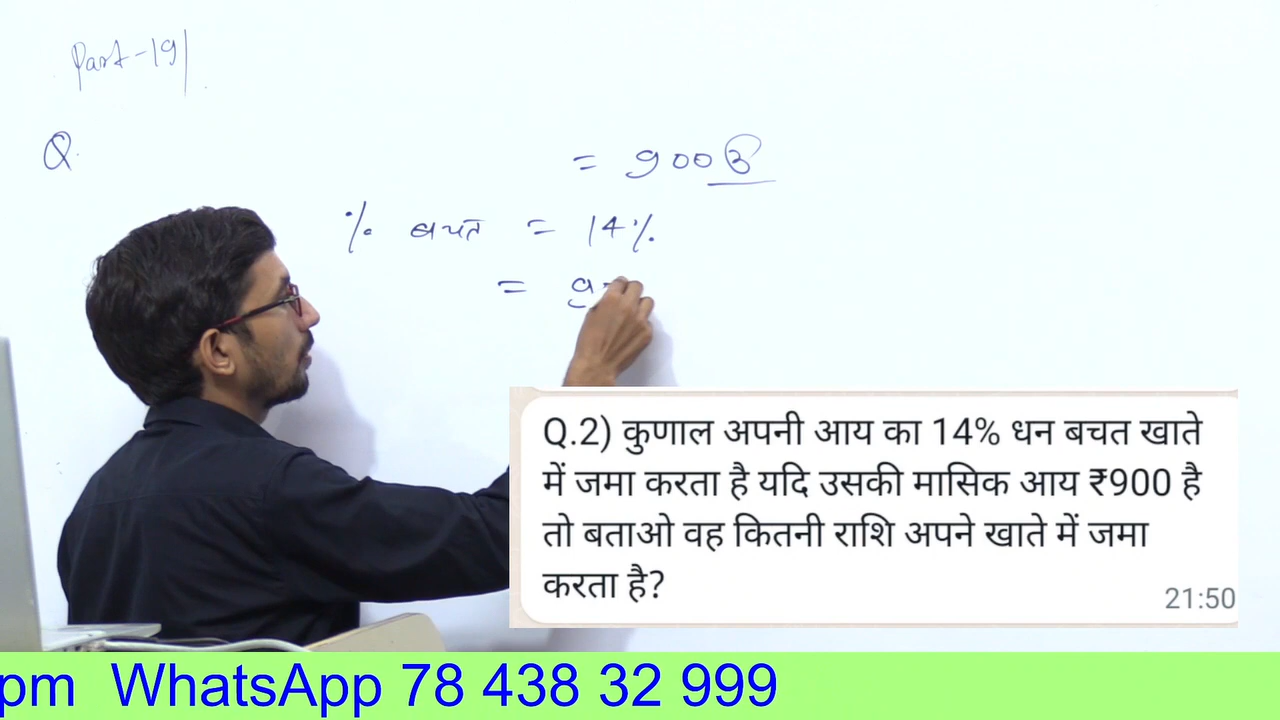 Part-19
Q.
= 900 रु
% बचत = 14%
= 9
Q.2) कुणाल अपनी आय का 14% धन बचत खाते
में जमा करता है यदि उसकी मासिक आय ₹900 है
तो बताओ वह कितनी राशि अपने खाते में जमा
करता है?
21:50
pm WhatsApp 78 438 32 999